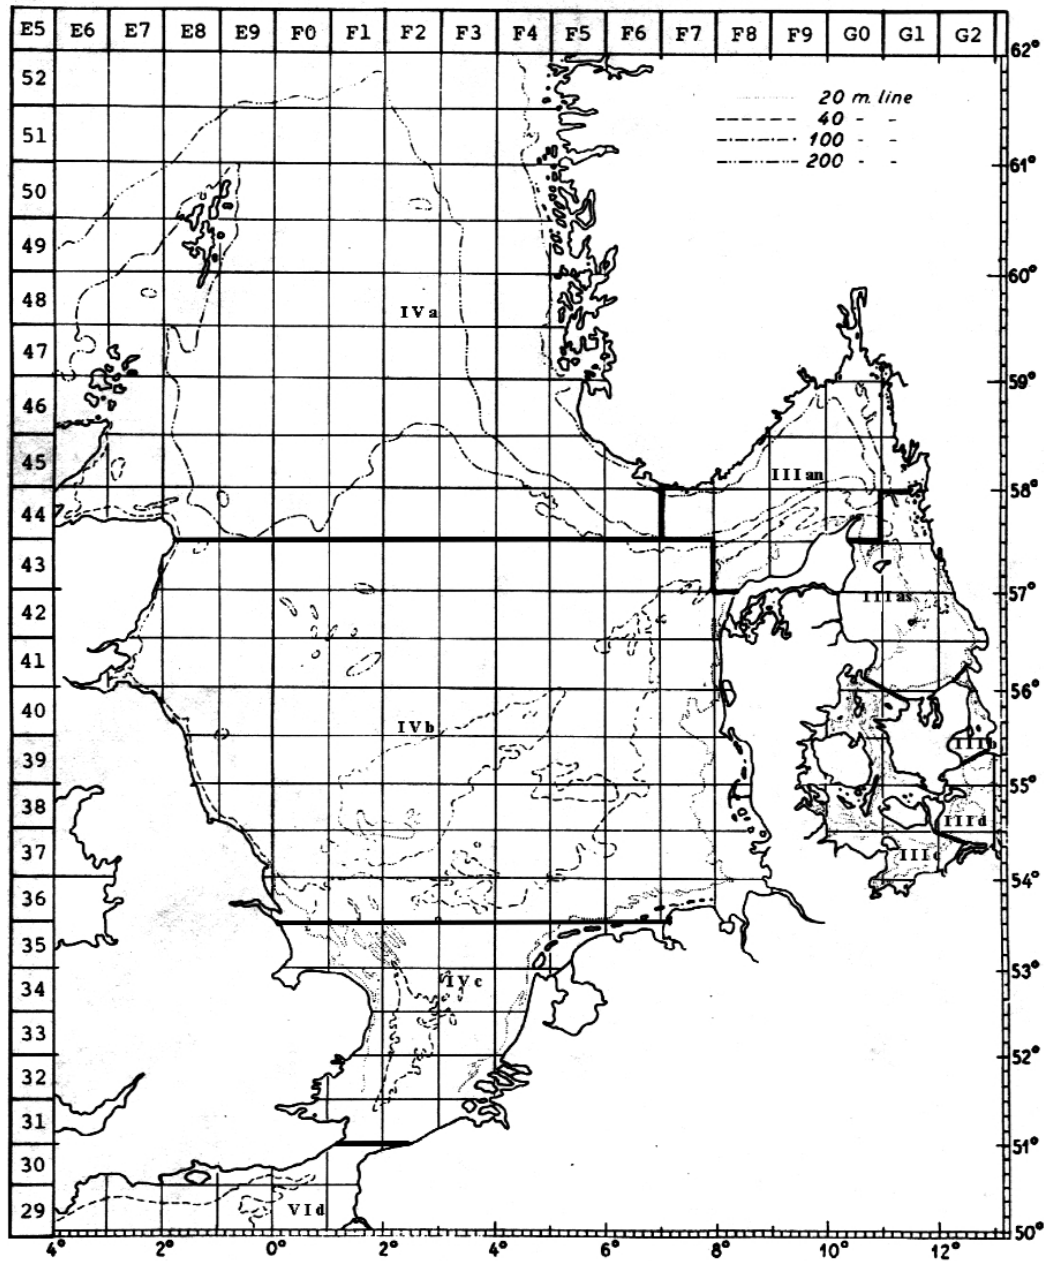 E5 E6 E7 E8 E9 F0 F1 F2 F3 F4 F5 F6 F7 F8 F9 G0 G1 G2
62°
52
20 m. line
51
40 - -
100 - -
200 - -
61°
50
49
60°
48
IVa
47
59°
46
45
IIIan
58°
44
43
57°
42
IIIas
41
56°
40
IVb
39
IIIb
55°
38
IIId
37
IIIc
54°
36
35
53°
34
IVc
33
52°
32
31
51°
30
29
VId
50°
4° 2° 0° 2° 4° 6° 8° 10° 12°